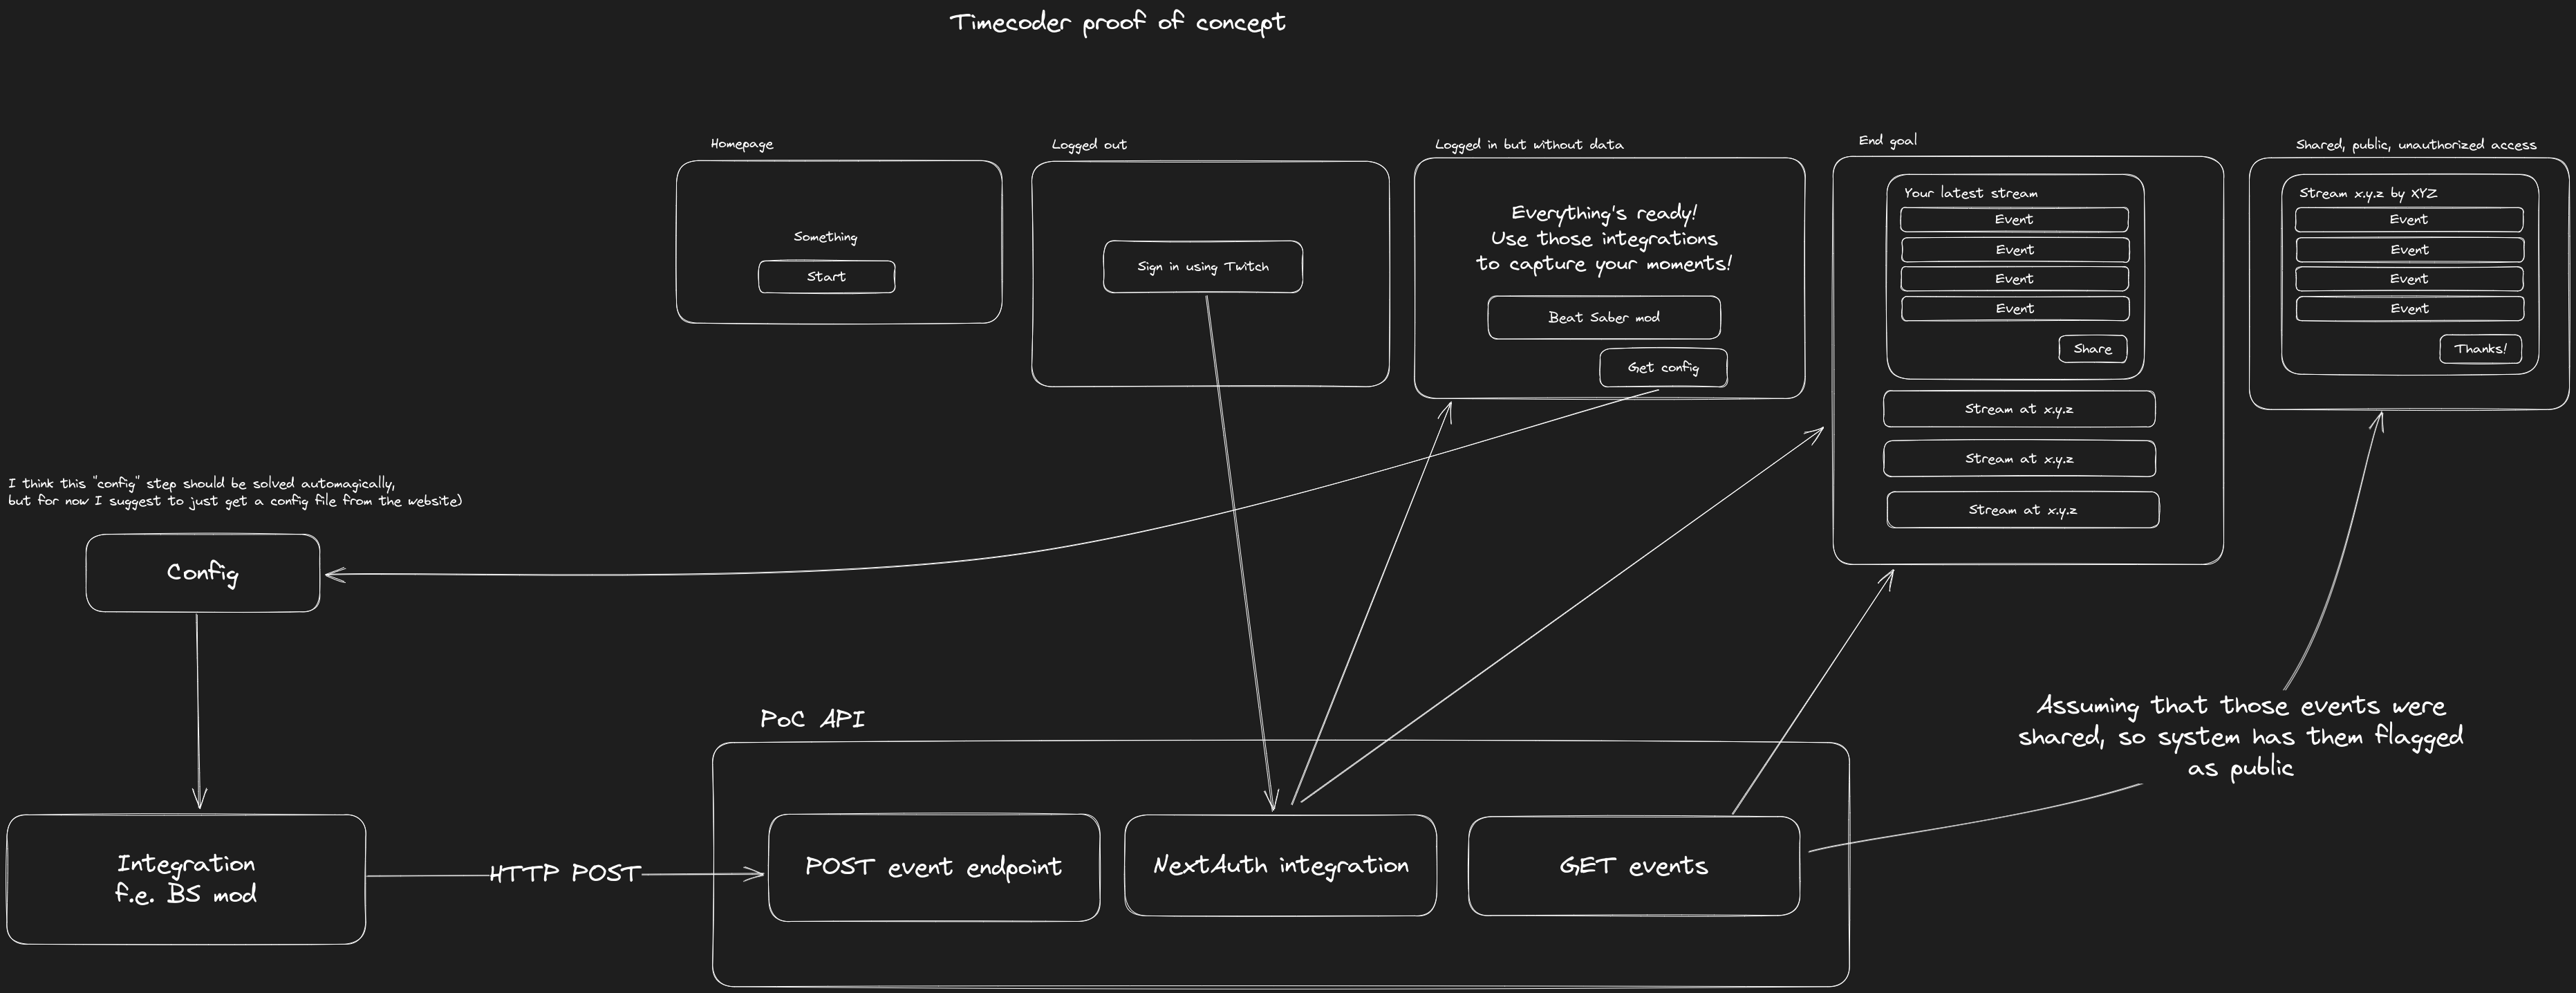 Timecoder proof of concept
Homepage
Something
Start
Logged out
Sign in using Twitch
Logged in but without data
Everything's ready!
Use those integrations
to capture your moments!
Beat Saber mod
Get config
End goal
Your latest stream
Event
Event
Event
Event
Share
Stream at x.y.z
Stream at x.y.z
Stream at x.y.z
Shared, public, unauthorized access
Stream x.y.z by XYZ
Event
Event
Event
Event
Thanks!
I think this "config" step should be solved automagically,
but for now I suggest to just get a config file from the website)
Config
Integration
f.e. BS mod
HTTP POST
PoC API
POST event endpoint
NextAuth integration
GET events
Assuming that those events were
shared, so system has them flagged
as public